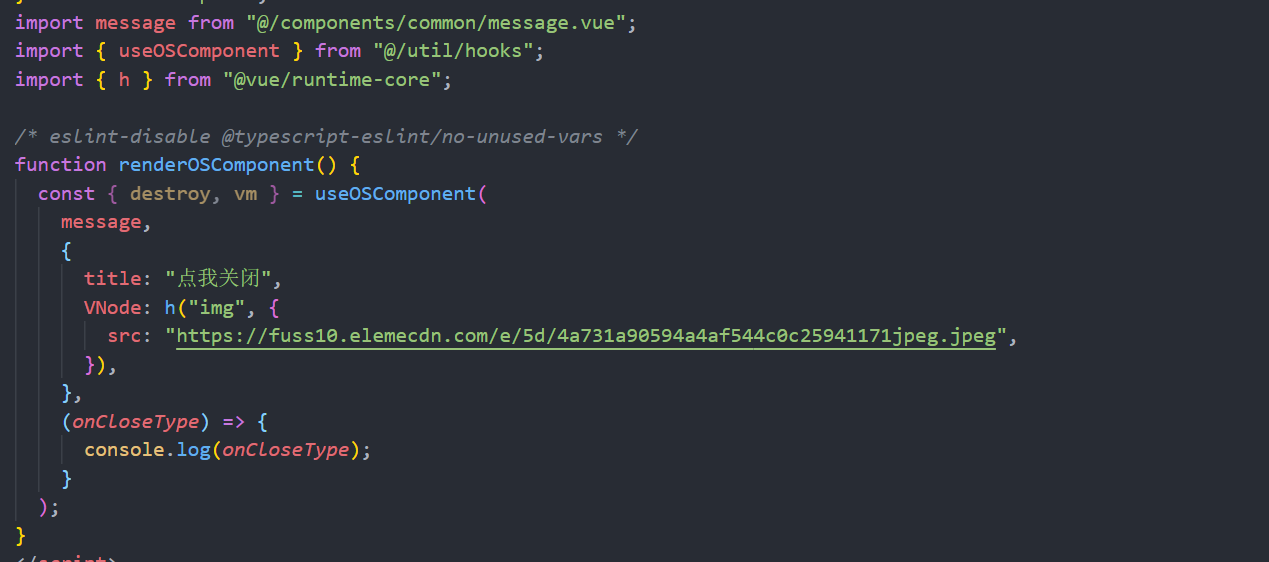 import message from "@/components/common/message.vue";
import { useOSComponent } from "@/util/hooks";
import { h } from "@vue/runtime-core";
/* eslint-disable @typescript-eslint/no-unused-vars */
function renderOSComponent() {
const { destroy, vm } = useOSComponent(
message,
{
title: "点我关闭",
VNode: h("img", {
src: "https://fuss10.elemecdn.com/e/5d/4a731a90594a4af544c0c25941171jpeg.jpeg",
}),
},
(onCloseType) => {
console.log(onCloseType);
}
);
}